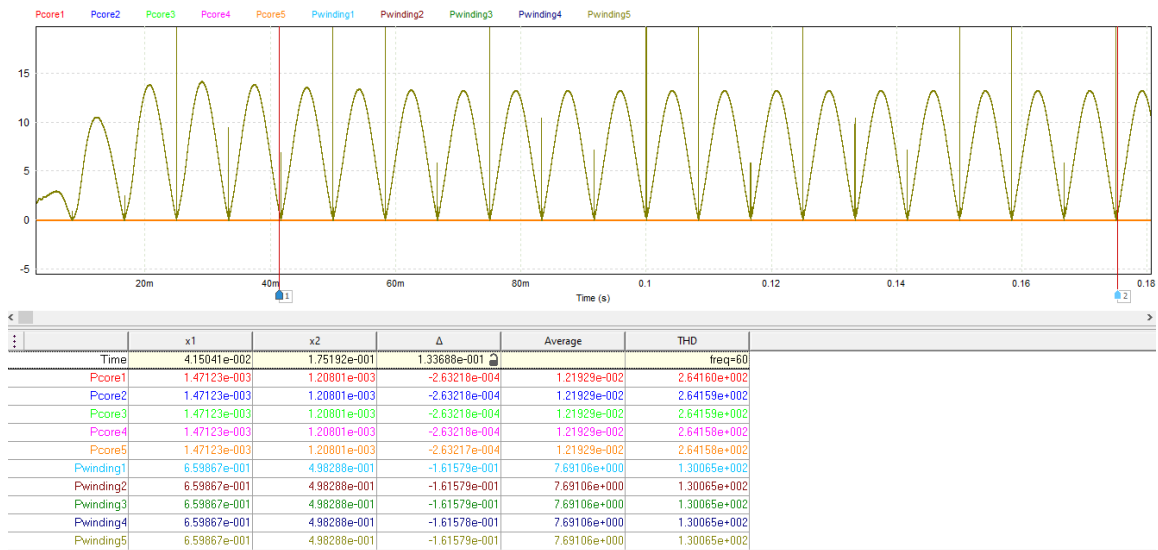 Pcore1 Pcore2 Pcore3 Pcore4 Pcore5 Pwinding1 Pwinding2 Pwinding3 Pwinding4 Pwinding5
15
10
5
0
-5
20m 40m 60m 80m 0.1 0.12 0.14 0.16 0.18
1 2
Time (s)
x1 x2 Δ Average THD
Time 4.15041e-002 1.75192e-001 1.33688e-001 freq=60
Pcore1 1.47123e-003 1.20801e-003 -2.63218e-004 1.21929e-002 2.64160e+002
Pcore2 1.47123e-003 1.20801e-003 -2.63218e-004 1.21929e-002 2.64159e+002
Pcore3 1.47123e-003 1.20801e-003 -2.63218e-004 1.21929e-002 2.64159e+002
Pcore4 1.47123e-003 1.20801e-003 -2.63218e-004 1.21929e-002 2.64158e+002
Pcore5 1.47123e-003 1.20801e-003 -2.63217e-004 1.21929e-002 2.64158e+002
Pwinding1 6.59867e-001 4.98288e-001 -1.61579e-001 7.69106e+000 1.30065e+002
Pwinding2 6.59867e-001 4.98288e-001 -1.61579e-001 7.69106e+000 1.30065e+002
Pwinding3 6.59867e-001 4.98288e-001 -1.61579e-001 7.69106e+000 1.30065e+002
Pwinding4 6.59867e-001 4.98288e-001 -1.61578e-001 7.69106e+000 1.30065e+002
Pwinding5 6.59867e-001 4.98288e-001 -1.61579e-001 7.69106e+000 1.30065e+002